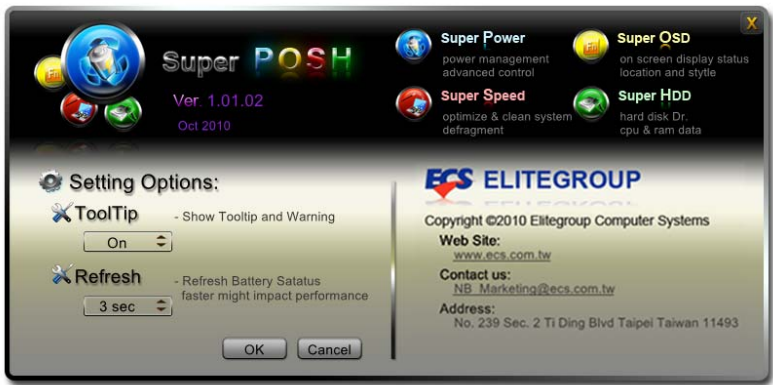 X
Super POSH
Ver. 1.01.02
Oct 2010
Super Power
power management
advanced control
Super OSD
on screen display status
location and stytle
Super Speed
optimize & clean system
defragment
Super HDD
hard disk Dr.
cpu & ram data
Setting Options:
ToolTip - Show Tooltip and Warning
On
Refresh - Refresh Battery Satatus
faster might impact performance
3 sec
OK Cancel
ECS ELITEGROUP
Copyright ©2010 Elitegroup Computer Systems
Web Site:
www.ecs.com.tw
Contact us:
NB_Marketing@ecs.com.tw
Address:
No. 239 Sec. 2 Ti Ding Blvd Taipei Taiwan 11493